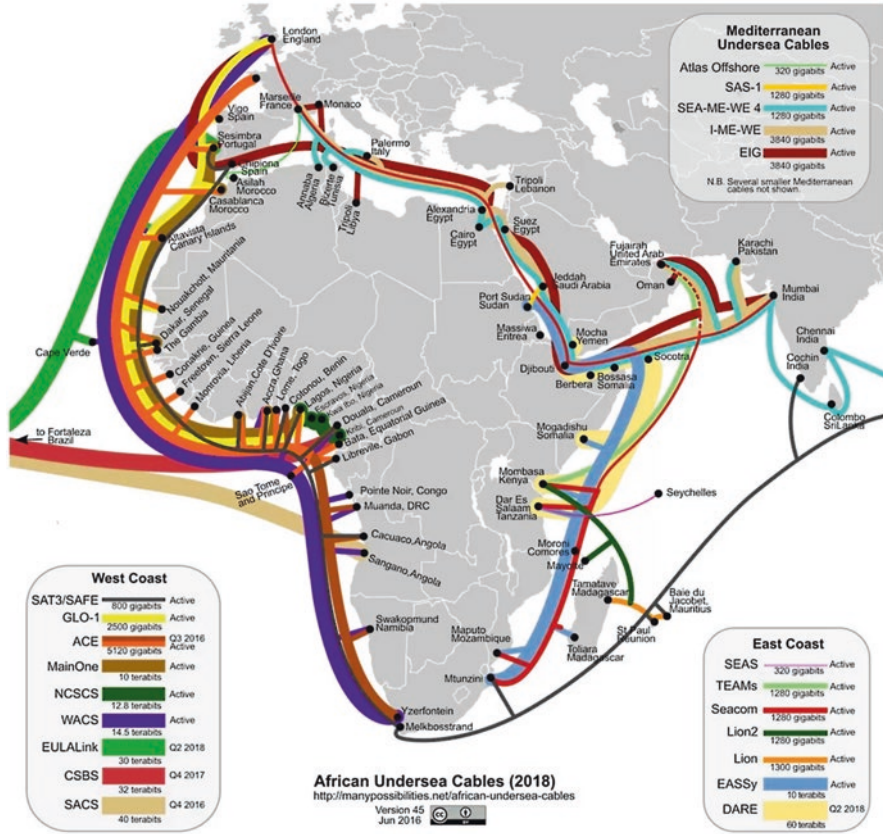 London
England
Marseille
France
Monaco
Vigo
Spain
Sesimbra
Portugal
Chipiona
Spain
Asilah
Morocco
Casablanca
Morocco
Palermo
Italy
Annaba
Algeria
Bizerte
Tunisia
Tripoli
Libya
Tripoli
Lebanon
Alexandria
Egypt
Cairo
Egypt
Suez
Egypt
Altavista
Canary Islands
Jeddah
Saudi Arabia
Fujairah
United Arab
Emirates
Oman
Karachi
Pakistan
Mumbai
India
Port Sudan
Sudan
Massiwa
Eritrea
Mocha
Yemen
Djibouti
Berbera
Bossasa
Somalia
Socotra
Chennai
India
Cochin
India
Colombo
SriLanka
Nouakchott, Mauritania
Dakar, Senegal
The Gambia
Cape Verde
Conakrie, Guinea
Freetown, Sierra Leone
Monrovia, Liberia
Abijan, Cote D'Ivoire
Accra, Ghana
Lome, Togo
Cotonou, Benin
Lagos, Nigeria
Escravos, Nigeria
Kwa Ibo, Nigeria
Douala, Cameroun
Kribi, Cameroun
Bata, Equatorial Guinea
Libreville, Gabon
to Fortaleza
Brazil
Sao Tome
and Principe
Pointe Noir, Congo
Muanda, DRC
Cacuaco,Angola
Sangano,Angola
Mogadishu
Somalia
Mombasa
Kenya
Dar Es
Salaam
Tanzania
Seychelles
Moroni
Comores
Mayotte
Tamatave
Madagascar
Baie du
Jacobet,
Mauritius
St Paul
Reunion
Toliara
Madagascar
Maputo
Mozambique
Mtunzini
Swakopmund
Namibia
Yzerfontein
Melkbosstrand
Mediterranean
Undersea Cables
Atlas Offshore 320 gigabits Active
SAS-1 1280 gigabits Active
SEA-ME-WE 4 1280 gigabits Active
I-ME-WE 3840 gigabits Active
EIG 3840 gigabits Active
N.B. Several smaller Mediterranean
cables not shown.
West Coast
SAT3/SAFE 800 gigabits Active
GLO-1 2500 gigabits Active
ACE 5120 gigabits Q3 2016 Active
MainOne 10 terabits Active
NCSCS 12.8 terabits Active
WACS 14.5 terabits Active
EULALink 30 terabits Q2 2018
CSBS 32 terabits Q4 2017
SACS 40 terabits Q4 2016
East Coast
SEAS 320 gigabits Active
TEAMs 1280 gigabits Active
Seacom 1280 gigabits Active
Lion2 1280 gigabits Active
Lion 1300 gigabits Active
EASSy 10 terabits Active
DARE 60 terabits Q2 2018
African Undersea Cables (2018)
http://manypossibilities.net/african-undersea-cables
Version 45
Jun 2016
cc BY